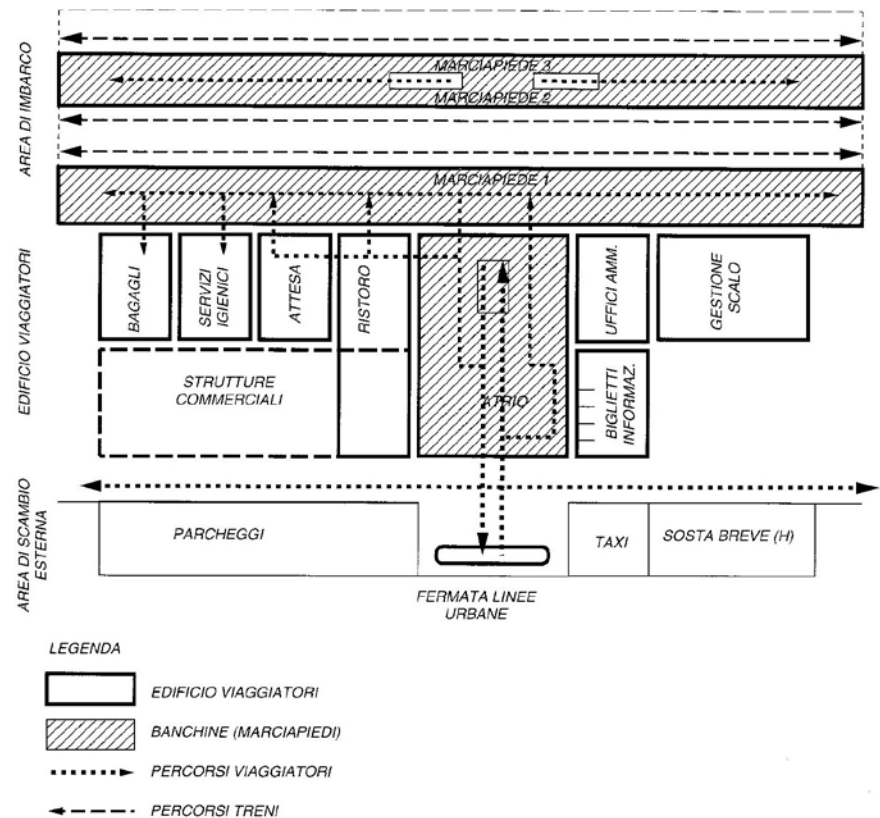 AREA DI IMBARCO
MARCIAPIEDE 3
MARCIAPIEDE 2
MARCIAPIEDE 1
EDIFICIO VIAGGIATORI
BAGAGLI
SERVIZI
IGIENICI
ATTESA
RISTORO
ATRIO
UFFICI AMM.
GESTIONE
SCALO
STRUTTURE
COMMERCIALI
BIGLIETTI
INFORMAZ.
AREA DI SCAMBIO
ESTERNA
PARCHEGGI
TAXI
SOSTA BREVE (H)
FERMATA LINEE
URBANE
LEGENDA
EDIFICIO VIAGGIATORI
BANCHINE (MARCIAPIEDI)
PERCORSI VIAGGIATORI
PERCORSI TRENI